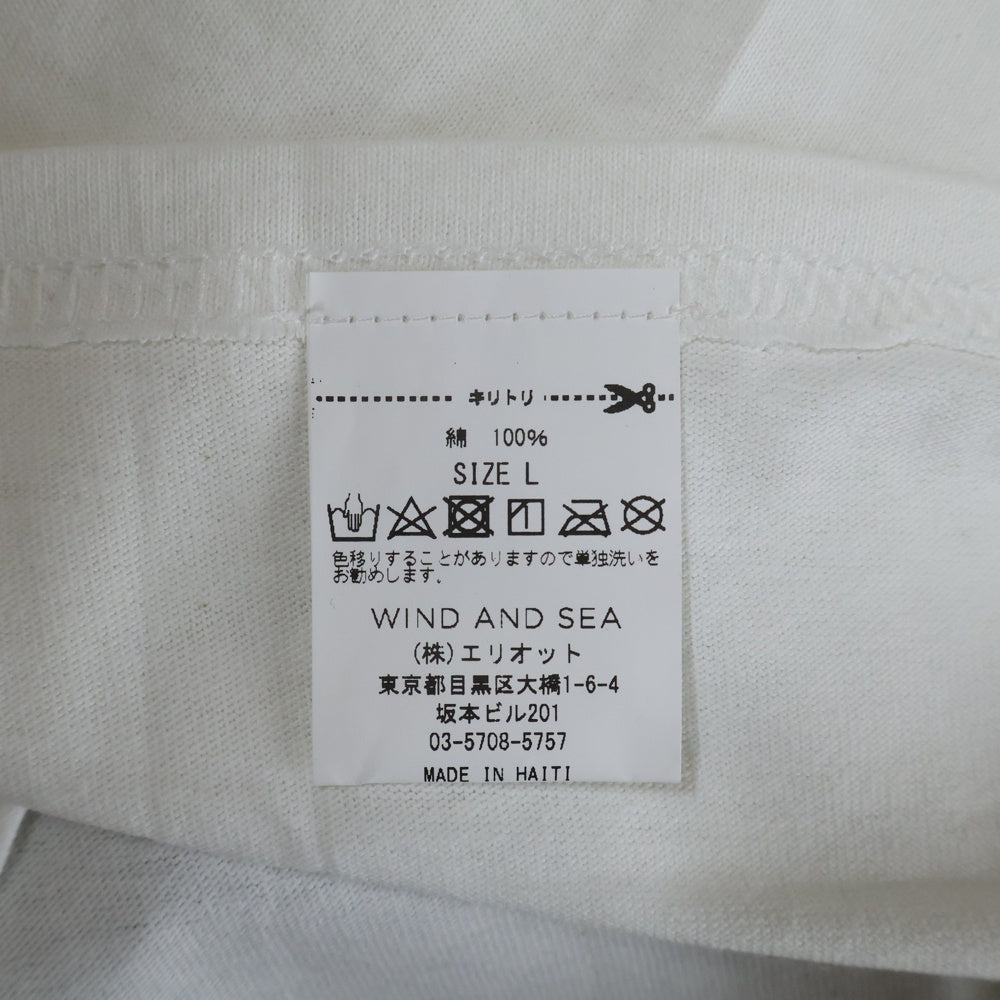 キリトリ
綿 100%
SIZE L
色移りすることがありますので単独洗いを
お勧めします。
WIND AND SEA
(株)エリオット
東京都目黒区大橋1-6-4
坂本ビル201
03-5708-5757
MADE IN HAITI